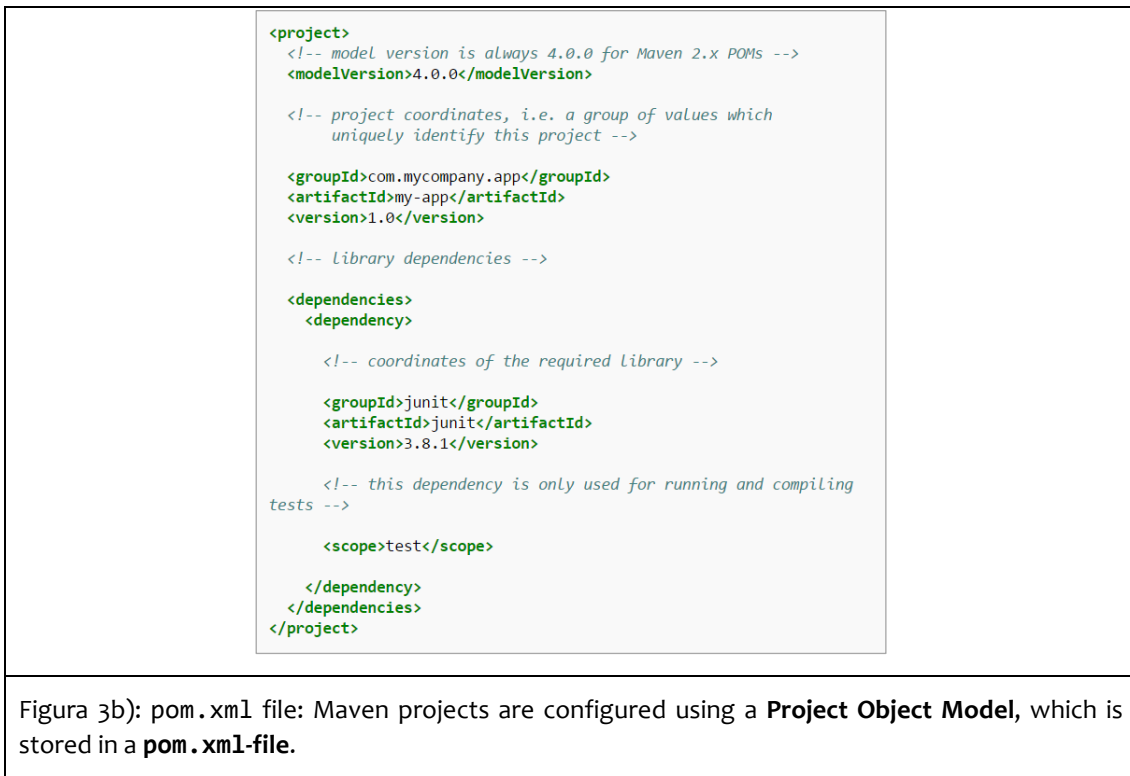 <project>
<!-- model version is always 4.0.0 for Maven 2.x POMs -->
<modelVersion>4.0.0</modelVersion>
<!-- project coordinates, i.e. a group of values which
uniquely identify this project -->
<groupId>com.mycompany.app</groupId>
<artifactId>my-app</artifactId>
<version>1.0</version>
<!-- library dependencies -->
<dependencies>
<dependency>
<!-- coordinates of the required library -->
<groupId>junit</groupId>
<artifactId>junit</artifactId>
<version>3.8.1</version>
<!-- this dependency is only used for running and compiling
tests -->
<scope>test</scope>
</dependency>
</dependencies>
</project>
Figura 3b): pom.xml file: Maven projects are configured using a Project Object Model, which is
stored in a pom.xml-file.